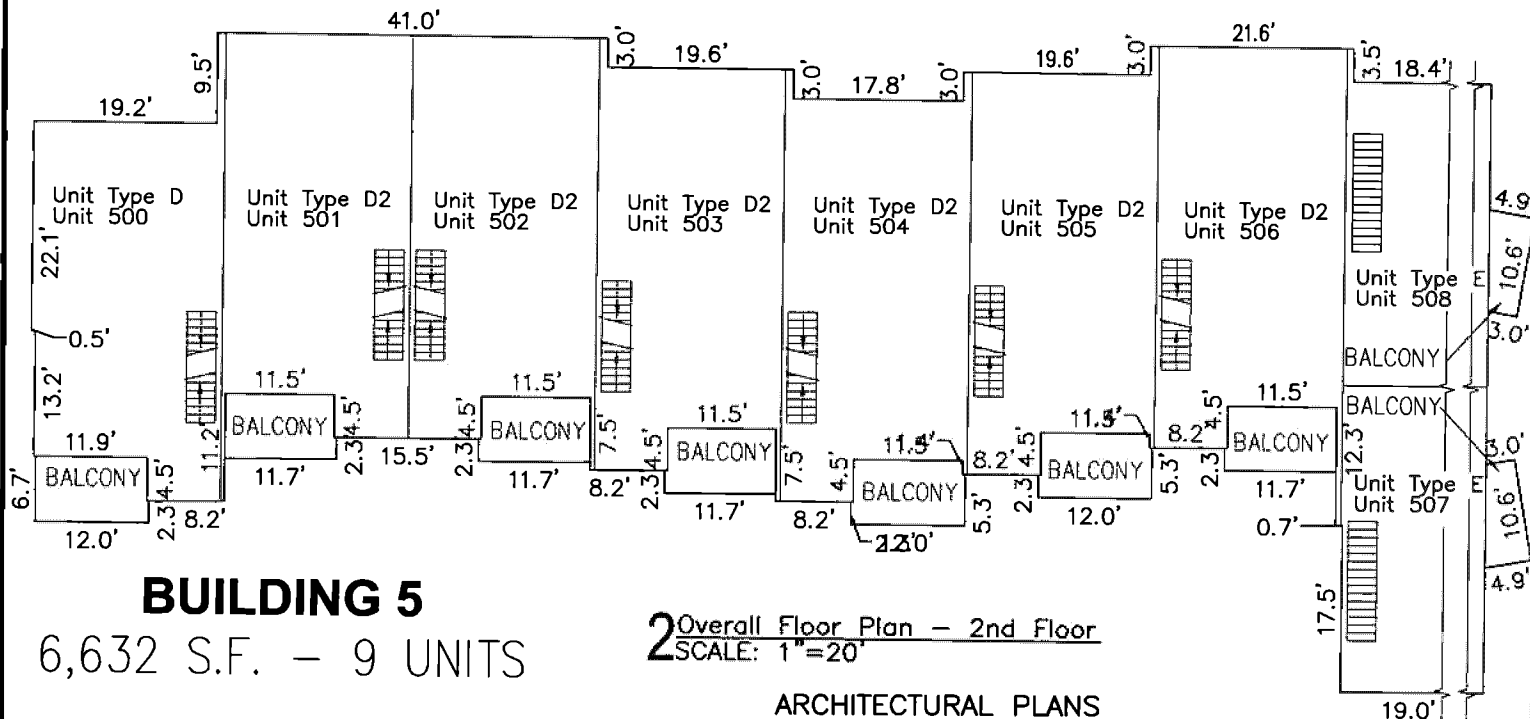 41.0'
3.0'
19.6'
3.0'
17.8'
3.0'
19.6'
3.0'
21.6'
3.5'
18.4'
9.5'
19.2'
Unit Type D
Unit 500
Unit Type D2
Unit 501
Unit Type D2
Unit 502
Unit Type D2
Unit 503
Unit Type D2
Unit 504
Unit Type D2
Unit 505
Unit Type D2
Unit 506
Unit Type E
Unit 508
4.9
10.6'
3.0'
22.1'
0.5'
13.2'
BALCONY
BALCONY
11.9'
BALCONY
6.7'
12.0'
2.3'
4.5'
8.2'
11.2'
11.5'
BALCONY
11.7'
2.3'
4.5'
15.5'
2.3'
4.5'
11.5'
BALCONY
11.7'
7.5'
8.2'
2.3'
4.5'
11.5'
BALCONY
11.7'
7.5'
8.2'
4.5'
BALCONY
5.3'
8.2'
2.3'
4.5'
BALCONY
12.0'
5.3'
8.2'
2.3'
4.5'
11.5'
BALCONY
11.7'
12.3'
0.7'
Unit Type E
Unit 507
3.0'
10.6'
4.9'
17.5'
19.0'
BUILDING 5
6,632 S.F. – 9 UNITS
2 Overall Floor Plan – 2nd Floor
SCALE: 1"=20'
ARCHITECTURAL PLANS